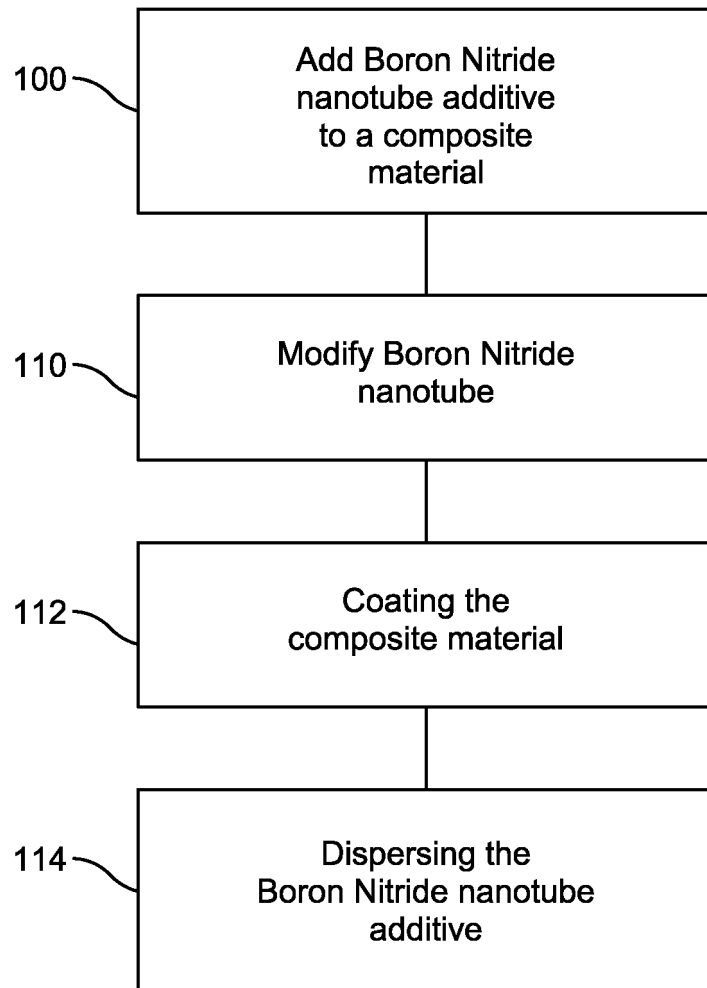 100
Add Boron Nitride
nanotube additive
to a composite
material
110
Modify Boron Nitride
nanotube
112
Coating the
composite material
114
Dispersing the
Boron Nitride nanotube
additive